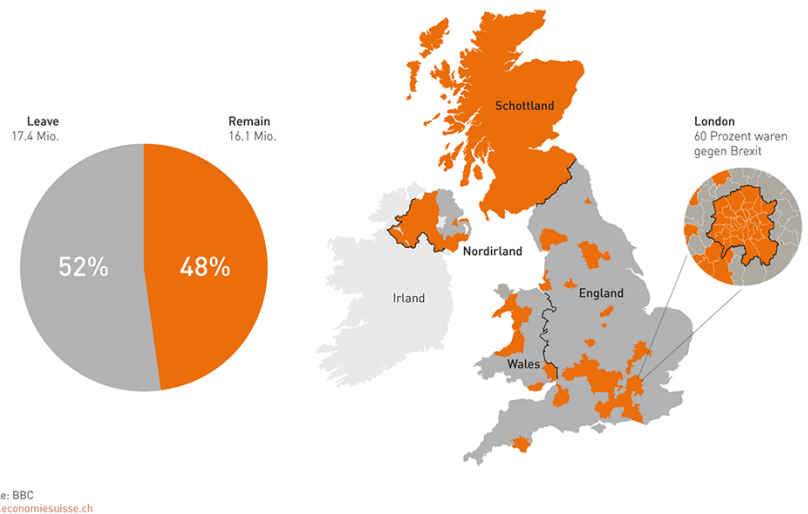 Leave
17.4 Mio.
Remain
16.1 Mio.
52%
48%
Schottland
Nordirland
Irland
England
Wales
London
60 Prozent waren
gegen Brexit
e: BBC
.economiesuisse.ch